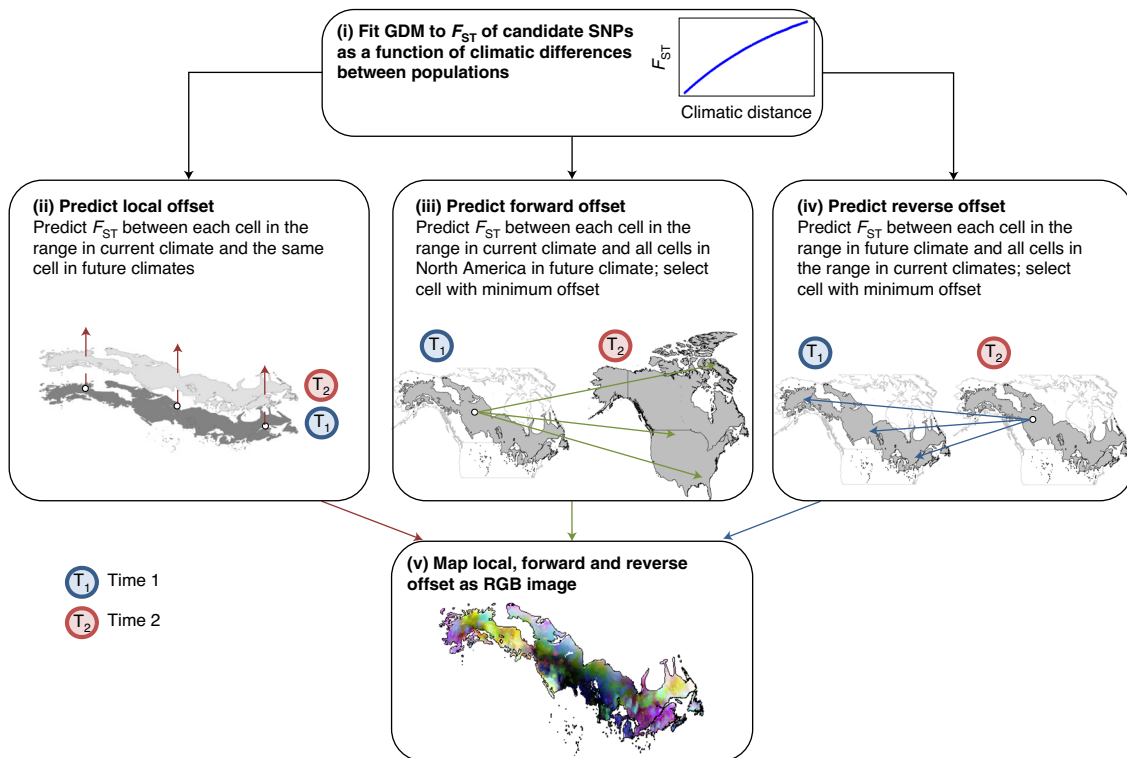 (i) Fit GDM to FST of candidate SNPs
as a function of climatic differences
between populations
FST
Climatic distance
(ii) Predict local offset
Predict FST between each cell in the
range in current climate and the same
cell in future climates
T2
T1
(iii) Predict forward offset
Predict FST between each cell in the
range in current climate and all cells in
North America in future climate; select
cell with minimum offset
T1
T2
(iv) Predict reverse offset
Predict FST between each cell in the
range in future climate and all cells in
the range in current climates; select
cell with minimum offset
T1
T2
(v) Map local, forward and reverse
offset as RGB image
T1 Time 1
T2 Time 2